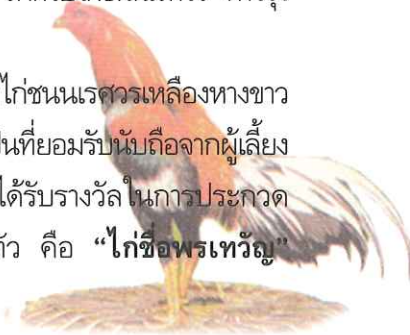 ไก่ชนนเรศวรเหลืองหางขาว
ที่ยอมรับนับถือจากผู้เลี้ยง
ได้รับรางวัลในการประกวด
คือ “ไก่ชื่อพรเทวัญ”